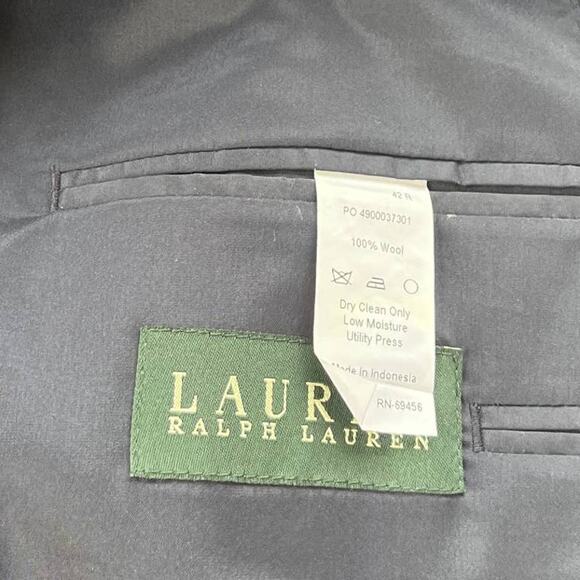 42 R
PO 4900037301
100% Wool
Dry Clean Only
Low Moisture
Utility Press
Made in Indonesia
RN-69456
LAUR
RALPH LAUREN